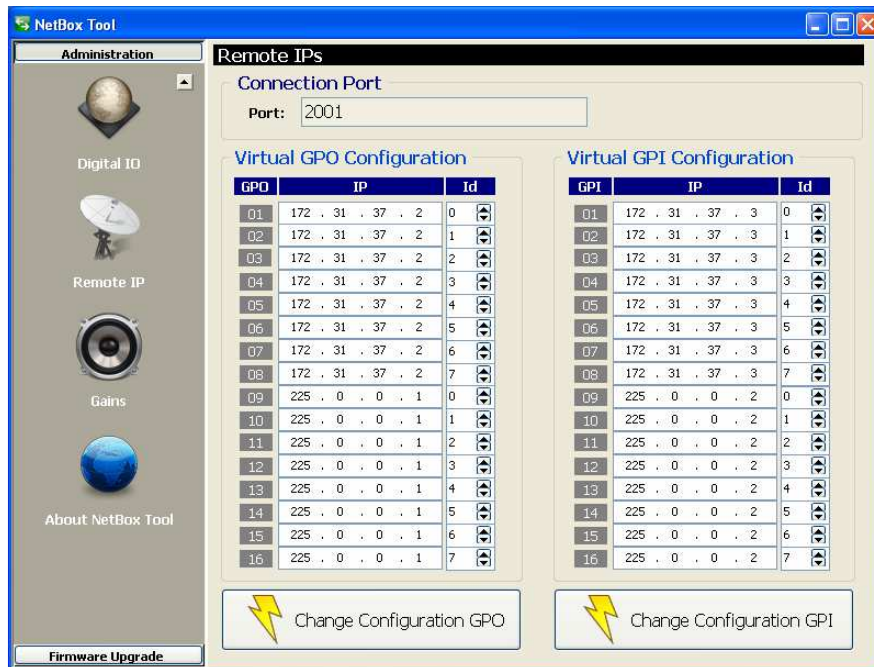 NetBox Tool
Administration
Digital IO
Remote IP
Gains
About NetBox Tool
Firmware Upgrade
Remote IPs
Connection Port
Port: 2001
Virtual GPO Configuration
GPO IP Id
01 172 . 31 . 37 . 2 0
02 172 . 31 . 37 . 2 1
03 172 . 31 . 37 . 2 2
04 172 . 31 . 37 . 2 3
05 172 . 31 . 37 . 2 4
06 172 . 31 . 37 . 2 5
07 172 . 31 . 37 . 2 6
08 172 . 31 . 37 . 2 7
09 225 . 0 . 0 . 1 0
10 225 . 0 . 0 . 1 1
11 225 . 0 . 0 . 1 2
12 225 . 0 . 0 . 1 3
13 225 . 0 . 0 . 1 4
14 225 . 0 . 0 . 1 5
15 225 . 0 . 0 . 1 6
16 225 . 0 . 0 . 1 7
Change Configuration GPO
Virtual GPI Configuration
GPI IP Id
01 172 . 31 . 37 . 3 0
02 172 . 31 . 37 . 3 1
03 172 . 31 . 37 . 3 2
04 172 . 31 . 37 . 3 3
05 172 . 31 . 37 . 3 4
06 172 . 31 . 37 . 3 5
07 172 . 31 . 37 . 3 6
08 172 . 31 . 37 . 3 7
09 225 . 0 . 0 . 2 0
10 225 . 0 . 0 . 2 1
11 225 . 0 . 0 . 2 2
12 225 . 0 . 0 . 2 3
13 225 . 0 . 0 . 2 4
14 225 . 0 . 0 . 2 5
15 225 . 0 . 0 . 2 6
16 225 . 0 . 0 . 2 7
Change Configuration GPI